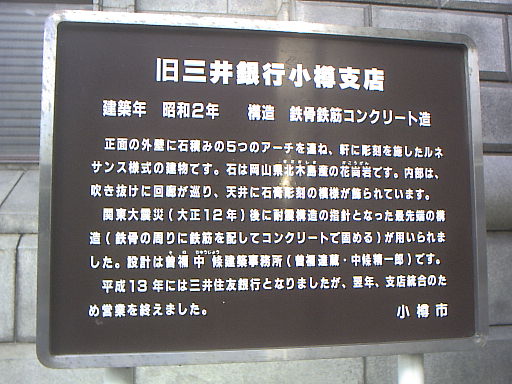 旧三井銀行小樽支店
建築年 昭和2年 構造 鉄骨鉄筋コンクリート造
正面の外壁に石積みの5つのアーチを連ね、軒に彫刻を施したルネ
サンス様式の建物です。石は岡山県北木島産の花崗岩です。内部は、
吹き抜けに回廊が巡り、天井に石膏彫刻の模様が飾られています。
関東大震災(大正12年)後に耐震構造の指針となった最先端の構
造(鉄骨の周りに鉄筋を配してコンクリートで固める)が用いられま
した。設計は曾禰中條建築事務所(曾禰達蔵・中條精一郎)です。
平成13年には三井住友銀行となりましたが、翌年、支店統合のた
め営業を終えました。
小樽市